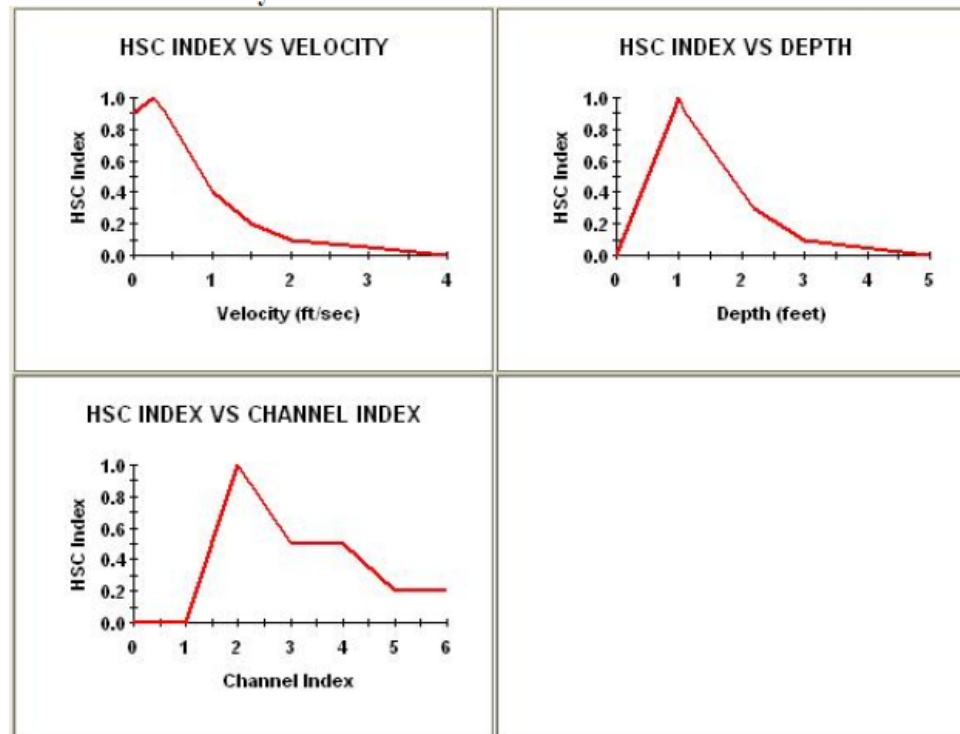 HSC INDEX VS VELOCITY
1.0
0.8
0.6
0.4
0.2
0.0
HSC Index
0 1 2 3 4
Velocity (ft/sec)
HSC INDEX VS DEPTH
1.0
0.8
0.6
0.4
0.2
0.0
HSC Index
0 1 2 3 4 5
Depth (feet)
HSC INDEX VS CHANNEL INDEX
1.0
0.8
0.6
0.4
0.2
0.0
HSC Index
0 1 2 3 4 5 6
Channel Index